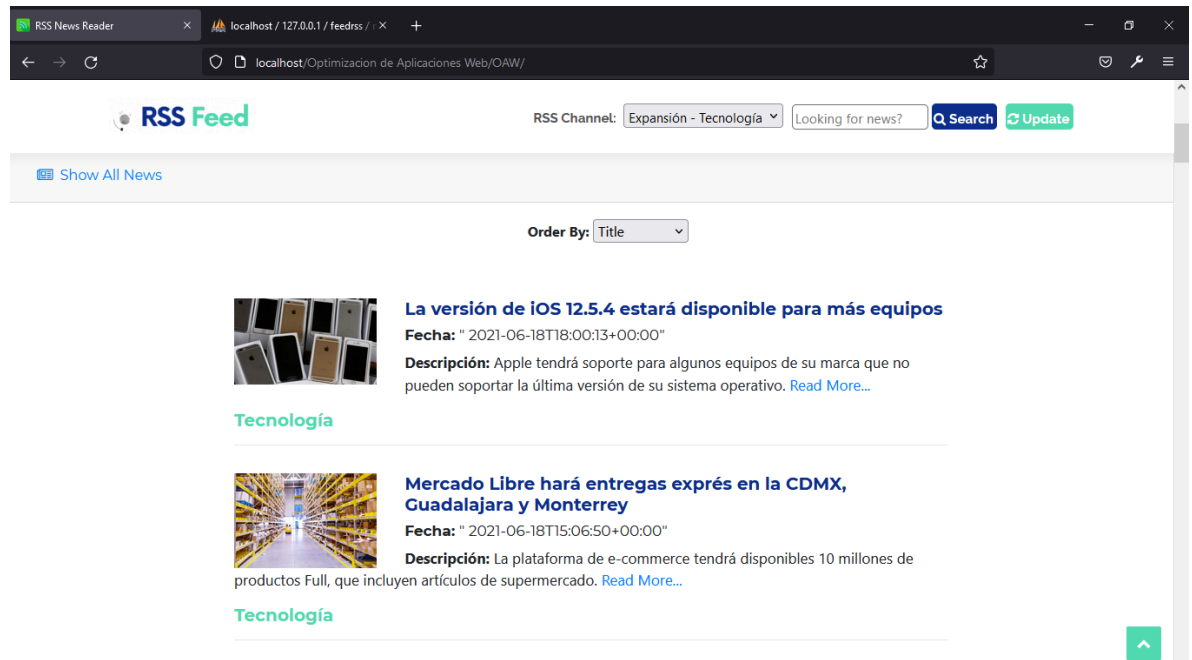 RSS News Reader
localhost / 127.0.0.1 / feedrss /
localhost/Optimizacion de Aplicaciones Web/OAW/
RSS Feed
RSS Channel: Expansión - Tecnología Looking for news? Search Update
Show All News
Order By: Title
La versión de iOS 12.5.4 estará disponible para más equipos
Fecha: " 2021-06-18T18:00:13+00:00"
Descripción: Apple tendrá soporte para algunos equipos de su marca que no
pueden soportar la última versión de su sistema operativo. Read More...
Tecnología
Mercado Libre hará entregas exprés en la CDMX,
Guadalajara y Monterrey
Fecha: " 2021-06-18T15:06:50+00:00"
Descripción: La plataforma de e-commerce tendrá disponibles 10 millones de
productos Full, que incluyen artículos de supermercado. Read More...
Tecnología